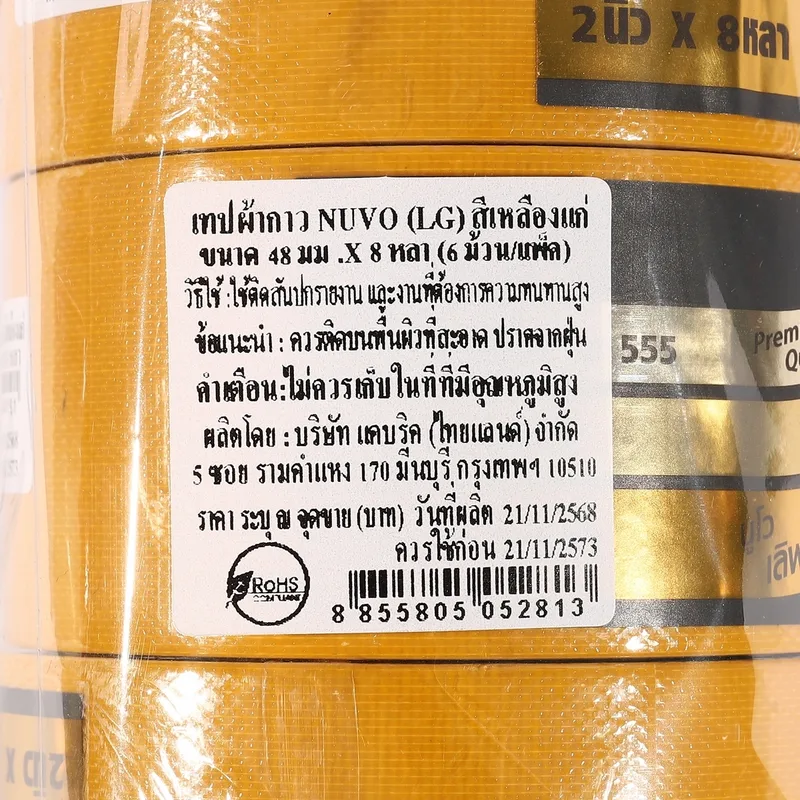 2นิ้ว X 8หลา
เทปผ้ากาว NUVO (LG) สีเหลืองแก่
ขนาด 48 มม .X 8 หลา (6 ม้วน/แพ็ค)
วิธีใช้ :ใช้ติดสันปกรายงาน และงานที่ต้องการความทนทานสูง
ข้อแนะนำ : ควรติดบนพื้นผิวที่สะอาด ปราศจากฝุ่น
คำเตือน:ไม่ควรเก็บในที่ที่มีอุณหภูมิสูง
ผลิตโดย : บริษัท แคบริค (ไทยแลนด์) จำกัด
5 ซอย รามคำแหง 170 มีนบุรี กรุงเทพฯ 10510
ราคา ระบุ ณ จุดขาย (บาท) วันที่ผลิต 21/11/2568
ควรใช้ก่อน 21/11/2573
RoHS
COMPLIANT
8 855805 052813
555
Prem
Qu
2นิ้ว X